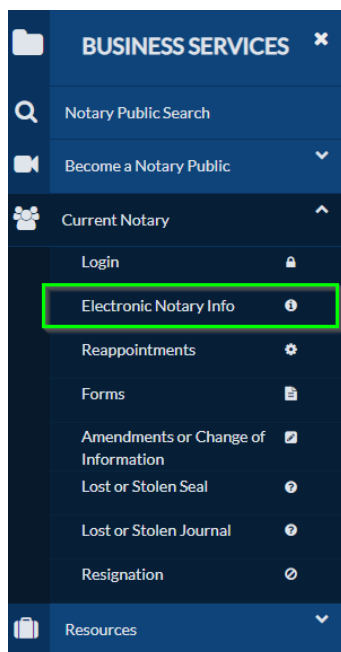 BUSINESS SERVICES
Notary Public Search
Become a Notary Public
Current Notary
Login
Electronic Notary Info
Reappointments
Forms
Amendments or Change of
Information
Lost or Stolen Seal
Lost or Stolen Journal
Resignation
Resources